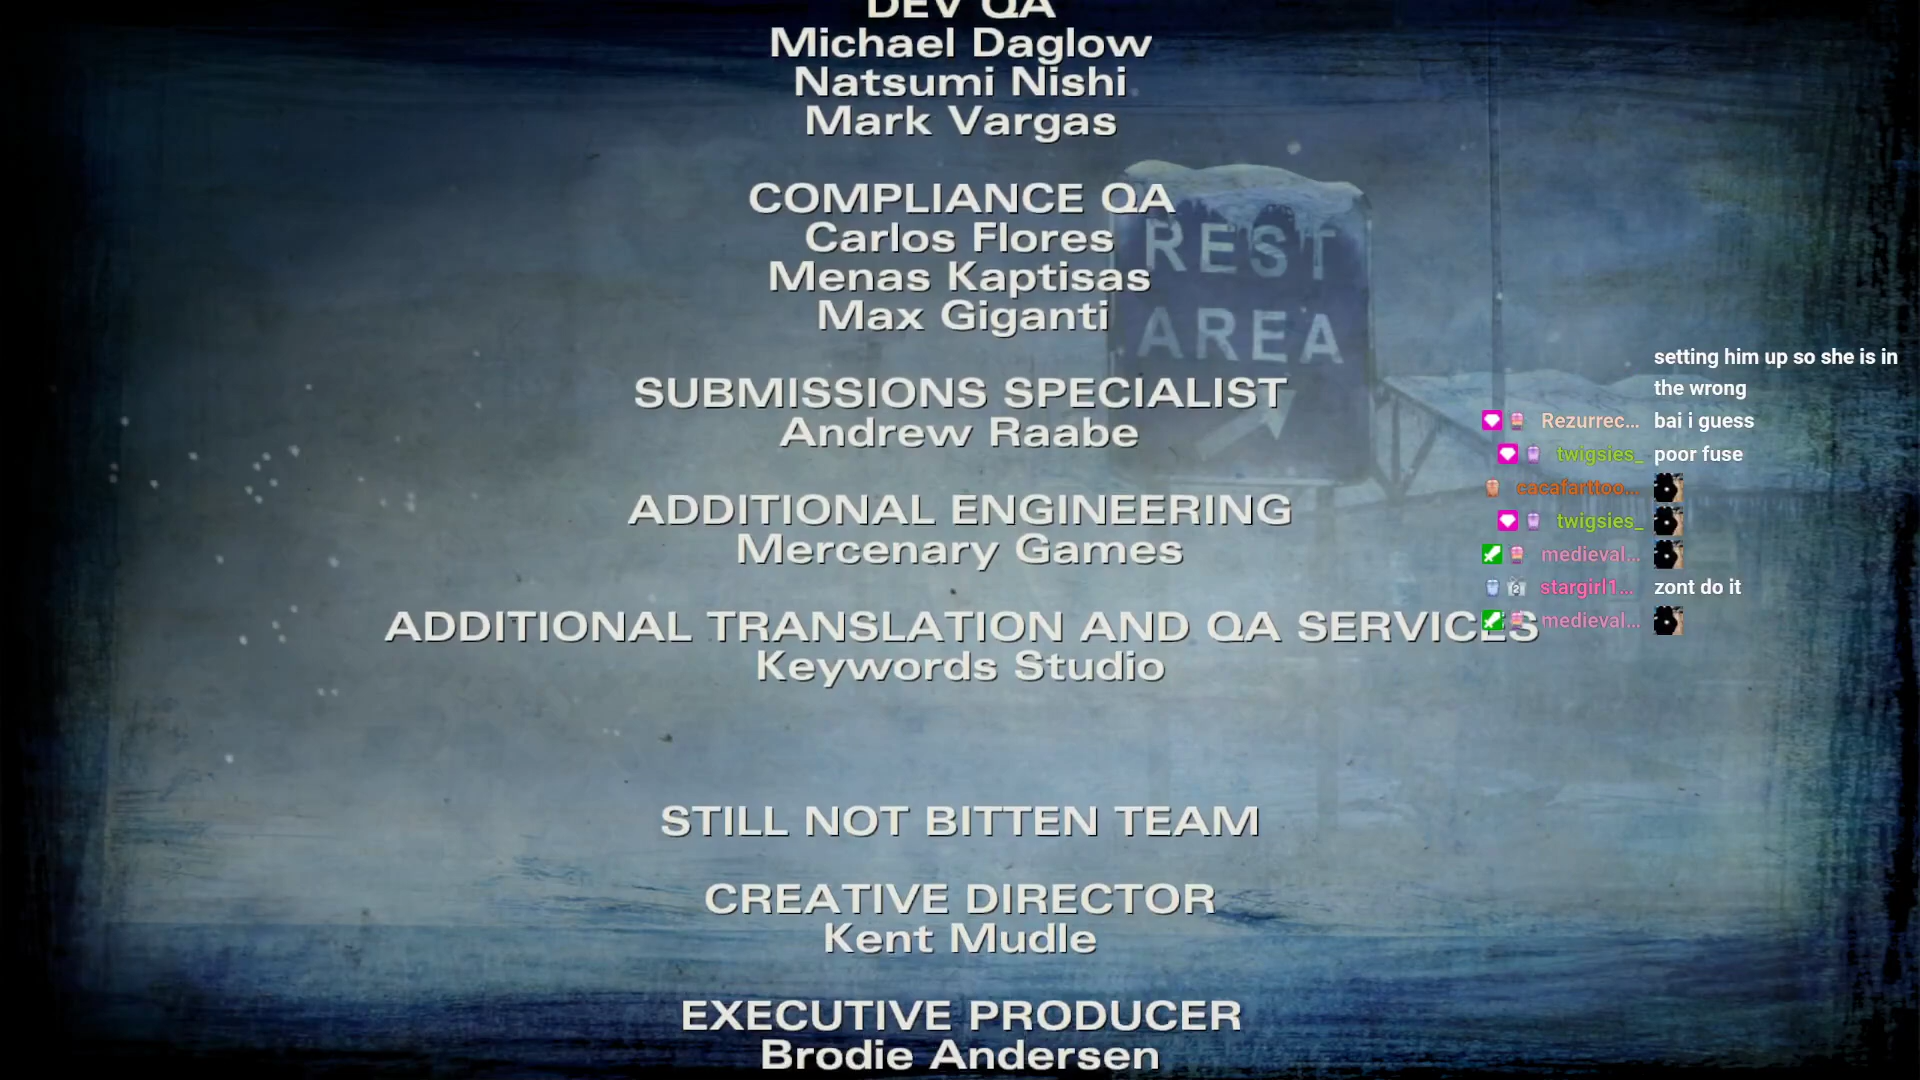 DEV QA
Michael Daglow
Natsumi Nishi
Mark Vargas
COMPLIANCE QA
Carlos Flores
Menas Kaptisas
Max Giganti
SUBMISSIONS SPECIALIST
Andrew Raabe
ADDITIONAL ENGINEERING
Mercenary Games
ADDITIONAL TRANSLATION AND QA SERVICES
Keywords Studio
STILL NOT BITTEN TEAM
CREATIVE DIRECTOR
Kent Mudle
EXECUTIVE PRODUCER
Brodie Andersen
REST
AREA
setting him up so she is in
the wrong
Rezurrec... bai i guess
twigsies_ poor fuse
cacafarttoo...
twigsies_
medieval...
stargirl1... zont do it
medieval...